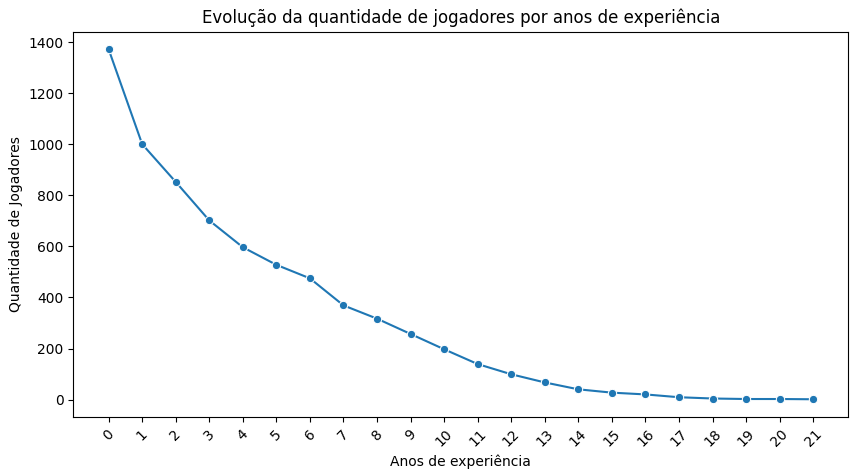 Evolução da quantidade de jogadores por anos de experiência
Quantidade de Jogadores
1400
1200
1000
800
600
400
200
0
0 1 2 3 4 5 6 7 8 9 10 11 12 13 14 15 16 17 18 19 20 21
Anos de experiência